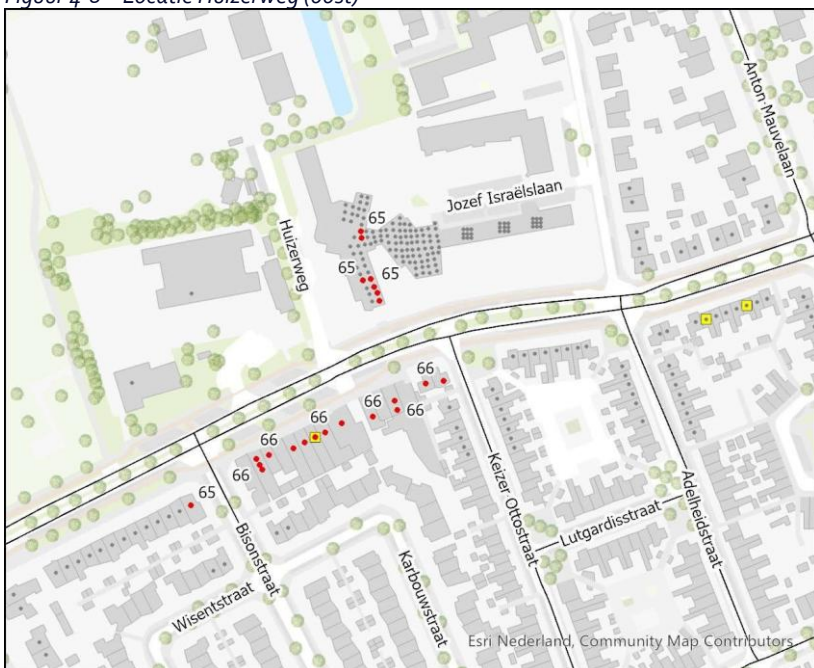 Figuur 4-8 - Locatie Huizerweg (oost)
Anton-Mauvelaan
Jozef Israëlslaan
Huizerweg
65
65
65
66
66
66
66
66
65
Bisonstraat
Wisentstraat
Karbouwstraat
Keizer Ottostraat
Lutgardisstraat
Adelheidstraat
Esri Nederland, Community Map Contributors